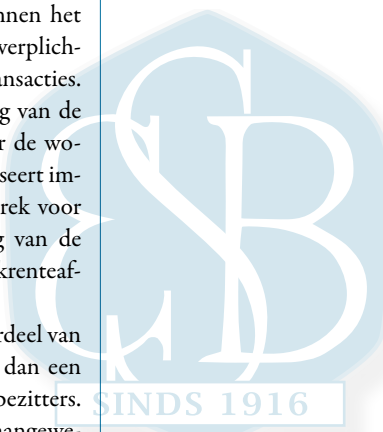 nnen het
verplich-
ansacties.
g van de
r de wo-
seert im-
rek voor
g van de
krenteaf-
rdeel van
dan een
bezitters.
ESB
SINDS 1916